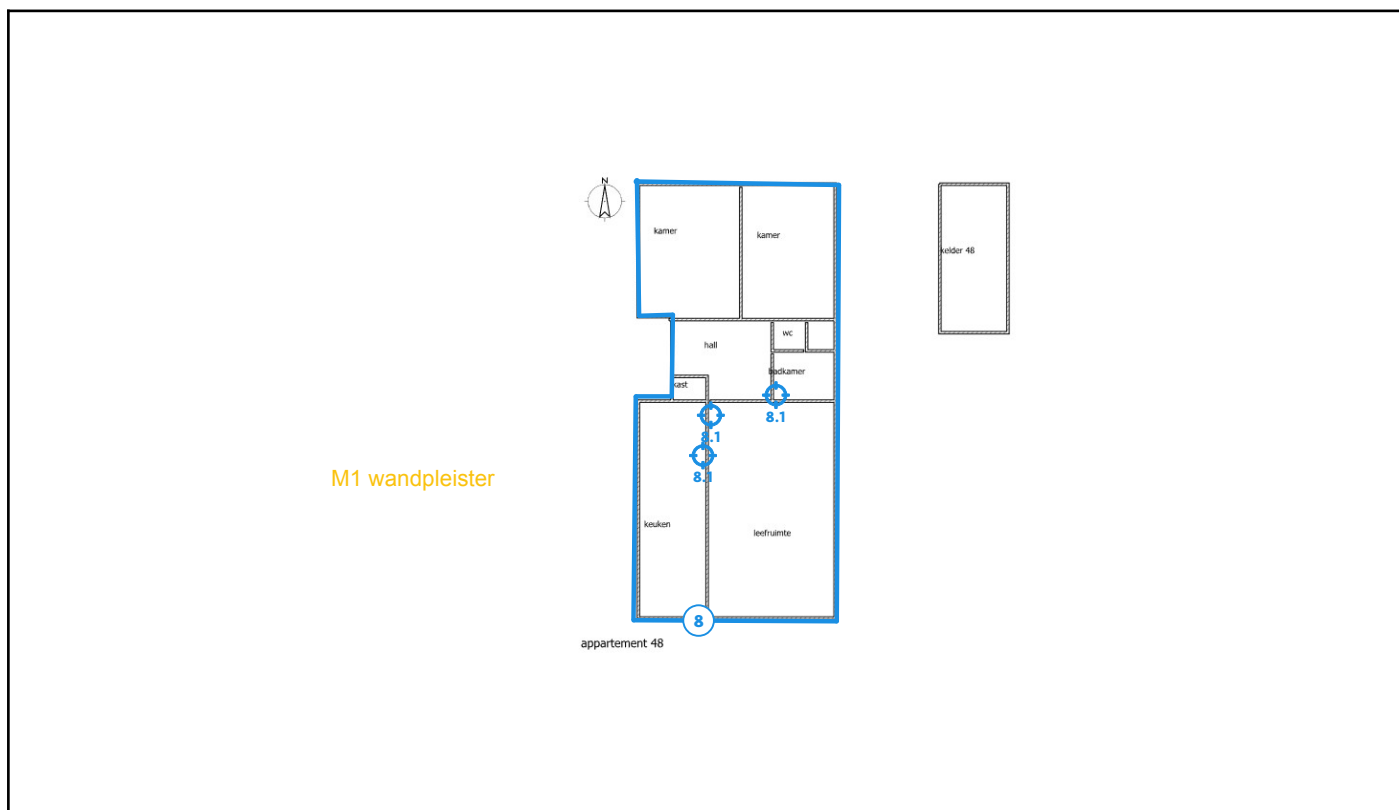 N
kamer
kamer
kelder 48
wc
hall
badkamer
kast
8.1
8.1
8.1
M1 wandpleister
keuken
leefruimte
8
appartement 48